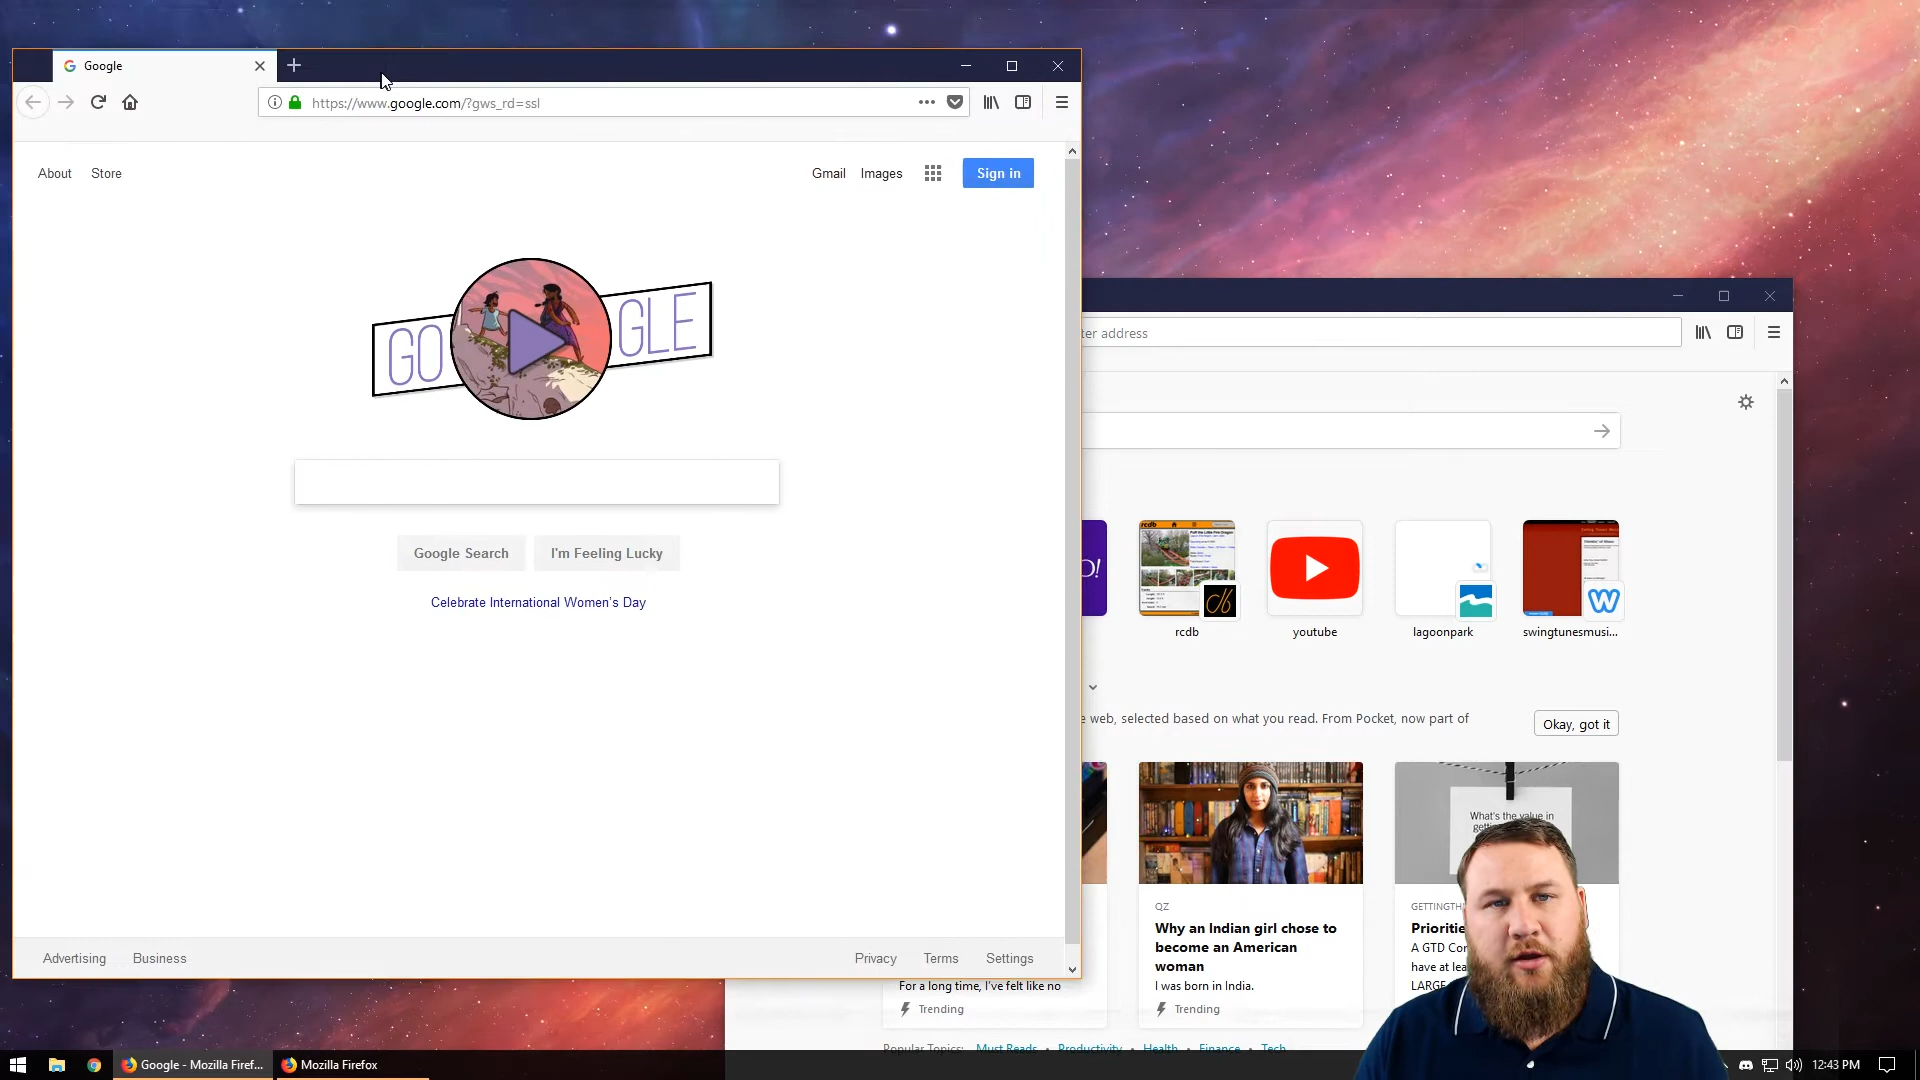 Google
https://www.google.com/?gws_rd=ssl
About Store
Gmail Images Sign in
GO GLE
Google Search I'm Feeling Lucky
Celebrate International Women's Day
Advertising Business
Privacy Terms Settings
address
O!
rcdb
rcdb
youtube
lagoonpark
swingtunesmusi...
web, selected based on what you read. From Pocket, now part of
Okay, got it
What's the value in
QZ
Why an Indian girl chose to
become an American
woman
I was born in India.
Trending
For a long time, I've felt like no
Trending
A GTD
have at
LARGE
Popular Topics: Must Reads • Productivity • Health • Finance • Tech
Google - Mozilla Firef...
Mozilla Firefox
12:43 PM